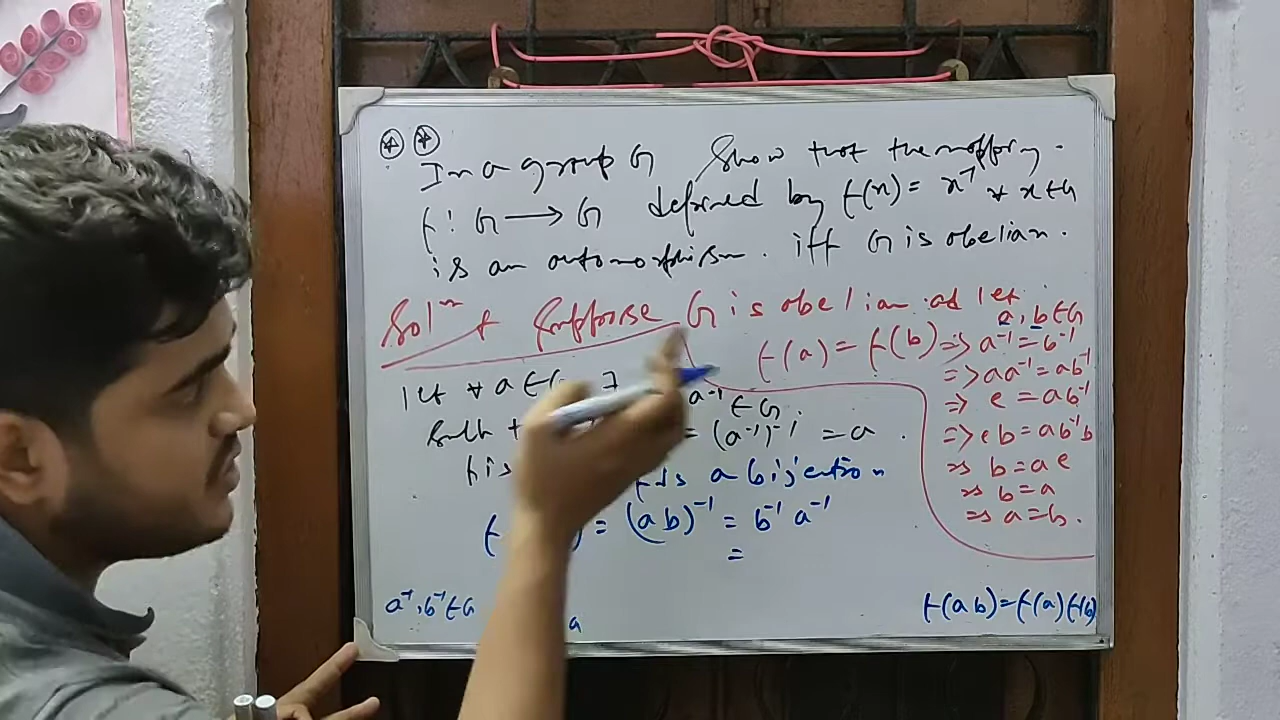 In a group G Show that the mapping.
f: G ⟶ G defined by f(x) = x⁻¹ ∀ x ∈ G
is an automorphism. iff G is abelian.
Solⁿ Suppose G is abelian and let a, b ∈ G
f(a) = f(b) => a⁻¹ = b⁻¹
=> aa⁻¹ = ab⁻¹
=> e = ab⁻¹
=> eb = ab⁻¹b
=> b = ae
=> b = a
=> a = b.
let ∀ a ∈ G, ∃ a⁻¹ ∈ G.
Such = (a⁻¹)⁻¹ = a.
is a bijection
f = (ab)⁻¹ = b⁻¹ a⁻¹
=
a⁻¹, b⁻¹ ∈ G a
f(ab) = f(a) f(b)